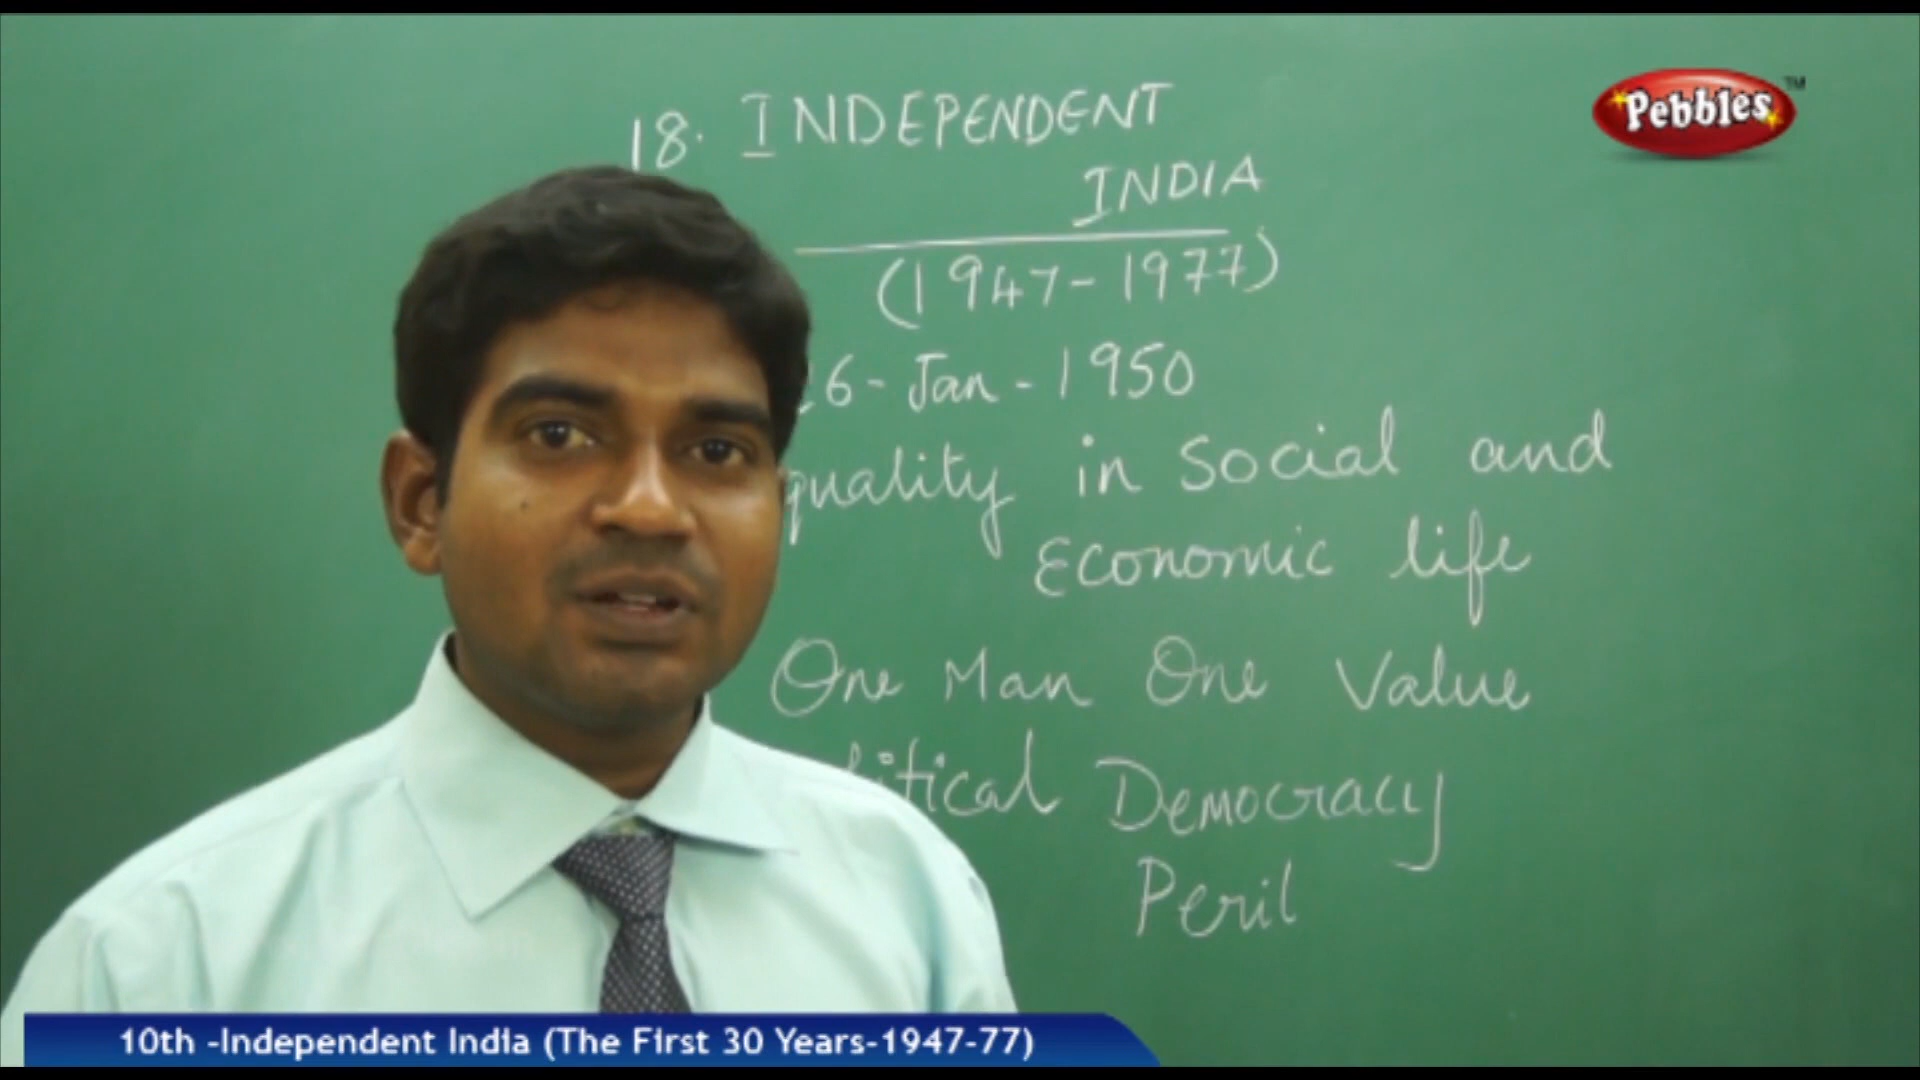 Pebbles™
18. INDEPENDENT
INDIA
(1947-1977)
26-Jan-1950
quality in Social and
Economic life
One Man One Value
litical Democracy
Peril
10th -Independent India (The First 30 Years-1947-77)